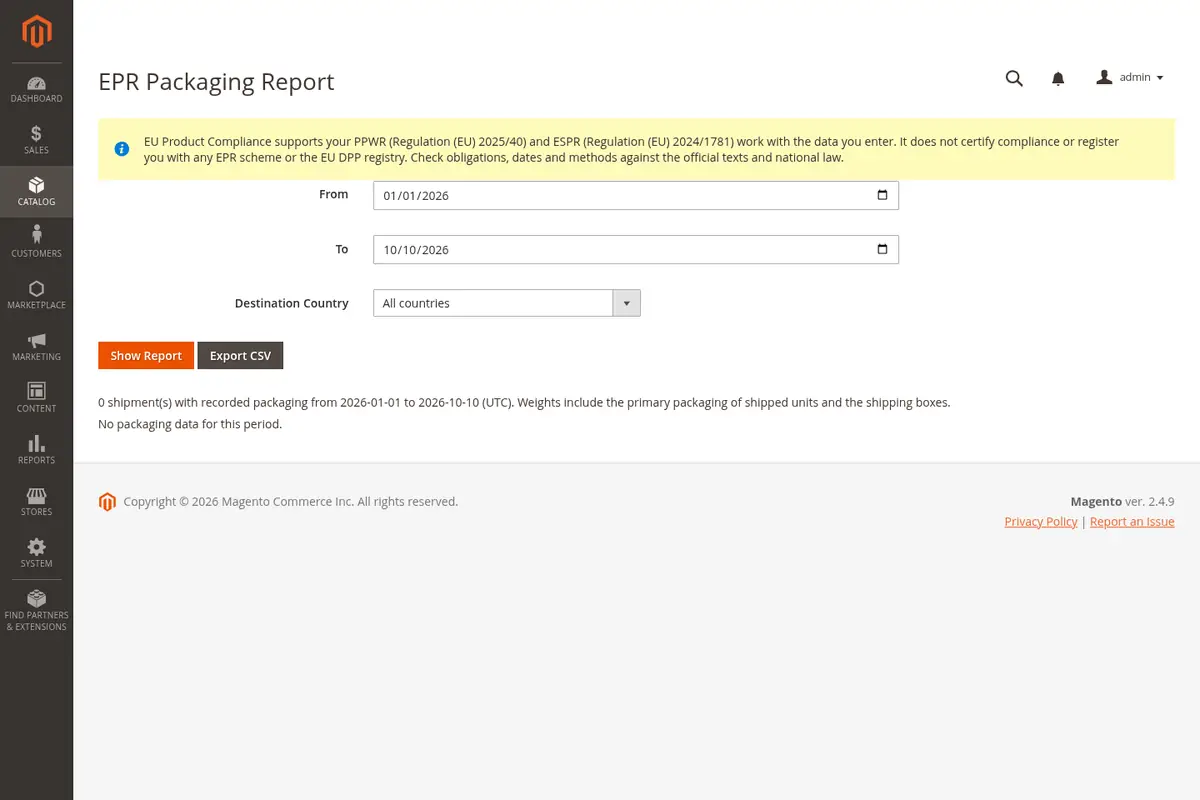 EPR Packaging Report
admin
EU Product Compliance supports your PPWR (Regulation (EU) 2025/40) and ESPR (Regulation (EU) 2024/1781) work with the data you enter. It does not certify compliance or register
you with any EPR scheme or the EU DPP registry. Check obligations, dates and methods against the official texts and national law.
From
01/01/2026
To
10/10/2026
Destination Country
All countries
Show Report
Export CSV
0 shipment(s) with recorded packaging from 2026-01-01 to 2026-10-10 (UTC). Weights include the primary packaging of shipped units and the shipping boxes.
No packaging data for this period.
DASHBOARD
SALES
CATALOG
CUSTOMERS
MARKETPLACE
MARKETING
CONTENT
REPORTS
STORES
SYSTEM
FIND PARTNERS
& EXTENSIONS
Copyright © 2026 Magento Commerce Inc. All rights reserved.
Magento ver. 2.4.9
Privacy Policy | Report an Issue